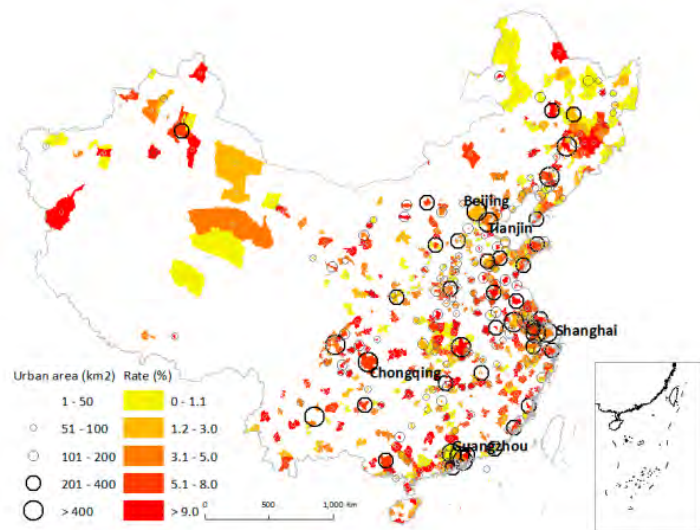 Beijing
Tianjin
Shanghai
Chongqing
Guangzhou
Urban area (km2) Rate (%)
1 - 50 0 - 1.1
51 - 100 1.2 - 3.0
101 - 200 3.1 - 5.0
201 - 400 5.1 - 8.0
> 400 > 9.0
0 500 1,000 Km